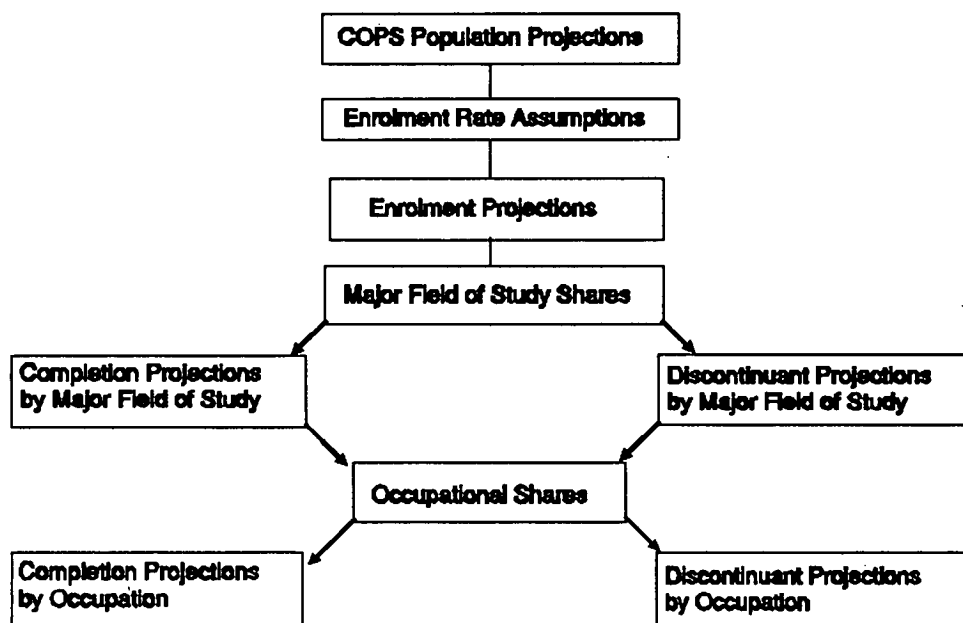 COPS Population Projections
Enrolment Rate Assumptions
Enrolment Projections
Major Field of Study Shares
Completion Projections
by Major Field of Study
Discontinuant Projections
by Major Field of Study
Occupational Shares
Completion Projections
by Occupation
Discontinuant Projections
by Occupation